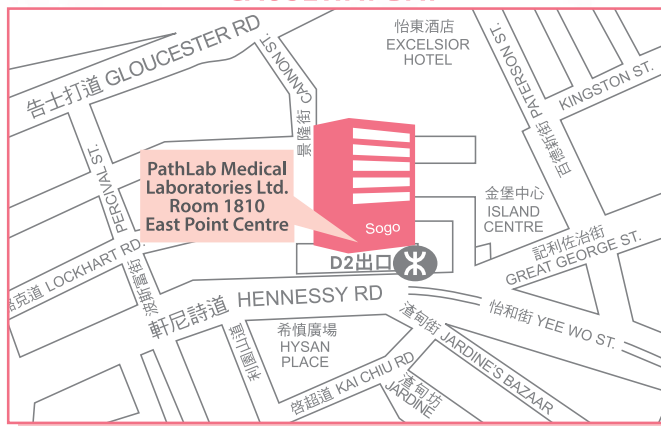 告士打道 GLOUCESTER RD
景隆街 CANNON ST.
怡東酒店
EXCELSIOR
HOTEL
百德新街 PATERSON ST.
KINGSTON ST.
PathLab Medical
Laboratories Ltd.
Room 1810
East Point Centre
Sogo
波斯富街 PERCIVAL ST.
克道 LOCKHART RD.
金堡中心
ISLAND
CENTRE
記利佐治街
GREAT GEORGE ST.
D2出口
軒尼詩道 HENNESSY RD
怡和街 YEE WO ST.
利園山道
希慎廣場
HYSAN
PLACE
渣甸街 JARDINE'S BAZAAR
啓超道 KAI CHIU RD
渣甸坊
JARDINE